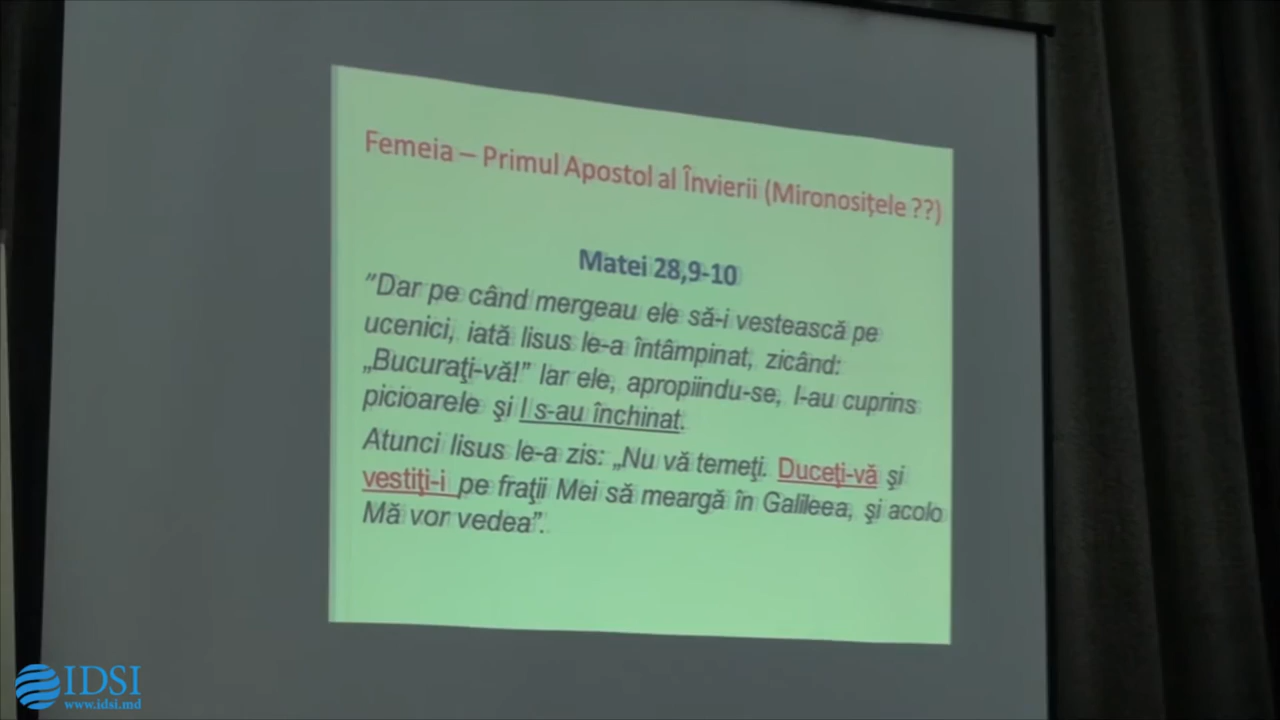 Femeia – Primul Apostol al Învierii (Mironosițele ??)
Matei 28,9-10
"Dar pe când mergeau ele să-i vestească pe
ucenici, iată Iisus le-a întâmpinat, zicând:
„Bucuraţi-vă!" Iar ele, apropiindu-se, I-au cuprins
picioarele şi I s-au închinat.
Atunci Iisus le-a zis: „Nu vă temeţi. Duceţi-vă şi
vestiţi-i pe fraţii Mei să meargă în Galileea, şi acolo
Mă vor vedea".
IDSI
www.idsi.md